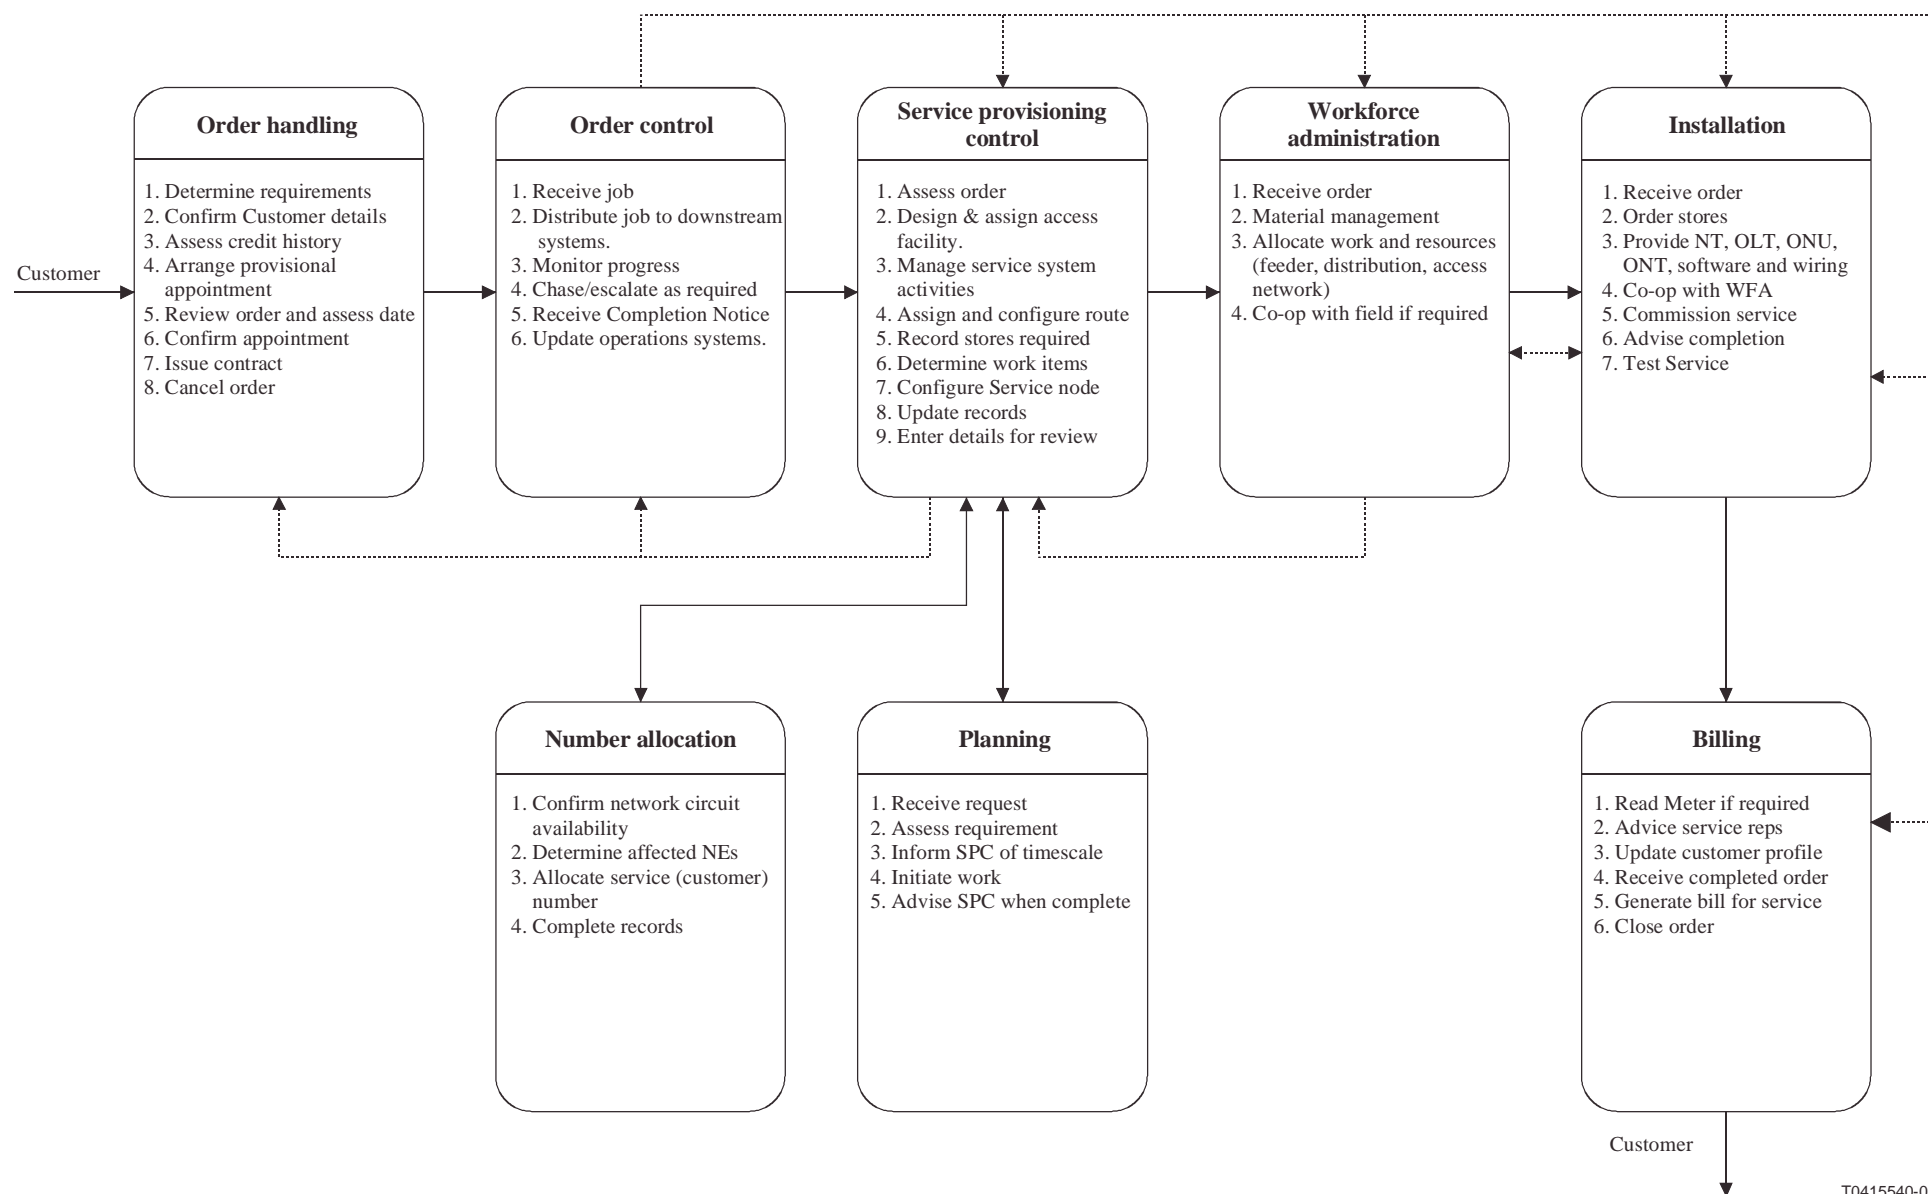 Customer
Order handling
1. Determine requirements
2. Confirm Customer details
3. Assess credit history
4. Arrange provisional
appointment
5. Review order and assess date
6. Confirm appointment
7. Issue contract
8. Cancel order
Order control
1. Receive job
2. Distribute job to downstream
systems.
3. Monitor progress
4. Chase/escalate as required
5. Receive Completion Notice
6. Update operations systems.
Service provisioning
control
1. Assess order
2. Design & assign access
facility.
3. Manage service system
activities
4. Assign and configure route
5. Record stores required
6. Determine work items
7. Configure Service node
8. Update records
9. Enter details for review
Workforce
administration
1. Receive order
2. Material management
3. Allocate work and resources
(feeder, distribution, access
network)
4. Co-op with field if required
Installation
1. Receive order
2. Order stores
3. Provide NT, OLT, ONU,
ONT, software and wiring
4. Co-op with WFA
5. Commission service
6. Advise completion
7. Test Service
Number allocation
1. Confirm network circuit
availability
2. Determine affected NEs
3. Allocate service (customer)
number
4. Complete records
Planning
1. Receive request
2. Assess requirement
3. Inform SPC of timescale
4. Initiate work
5. Advise SPC when complete
Billing
1. Read Meter if required
2. Advice service reps
3. Update customer profile
4. Receive completed order
5. Generate bill for service
6. Close order
Customer
T0415540-0